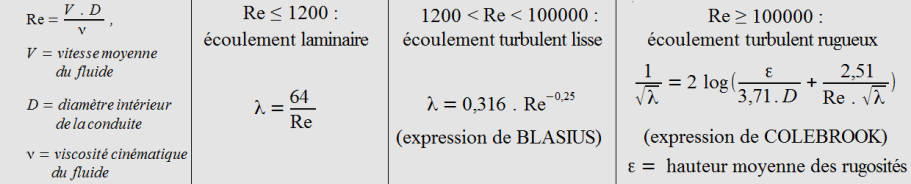 Re = V . D / ν ,
V = vitesse moyenne
du fluide
D = diamètre intérieur
de la conduite
ν = viscosité cinématique
du fluide
Re ≤ 1200 :
écoulement laminaire
λ = 64 / Re
1200 < Re < 100000 :
écoulement turbulent lisse
λ = 0,316 . Re^−0,25
(expression de BLASIUS)
Re ≥ 100000 :
écoulement turbulent rugueux
1 / √λ = 2 log( ε / 3,71 . D + 2,51 / Re . √λ )
(expression de COLEBROOK)
ε = hauteur moyenne des rugosités